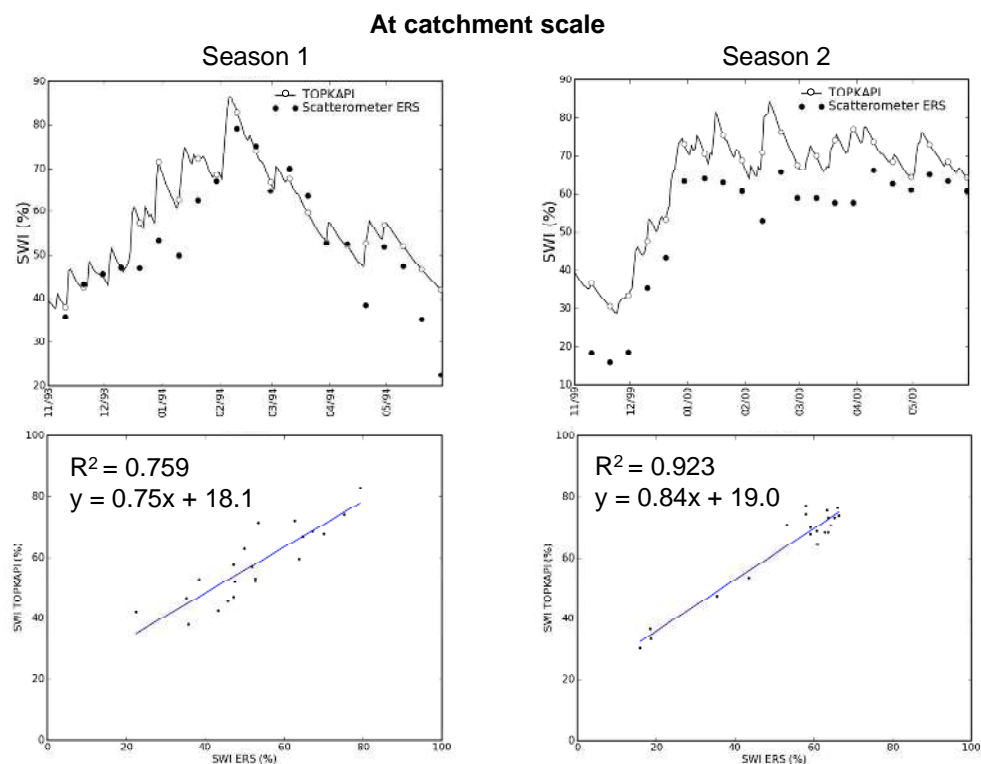 At catchment scale
Season 1
Season 2
90
80
70
60
50
40
30
20
SWI (%)
TOPKAPI
Scatterometer ERS
11/93
12/93
01/94
02/94
03/94
04/94
05/94
90
80
70
60
50
40
30
20
10
SWI (%)
TOPKAPI
Scatterometer ERS
11/99
12/99
01/00
02/00
03/00
04/00
05/00
100
80
60
40
20
0
SWI TOPKAPI (%)
R² = 0.759
y = 0.75x + 18.1
0 20 40 60 80 100
SWI ERS (%)
100
80
60
40
20
0
SWI TOPKAPI (%)
R² = 0.923
y = 0.84x + 19.0
0 20 40 60 80 100
SWI ERS (%)